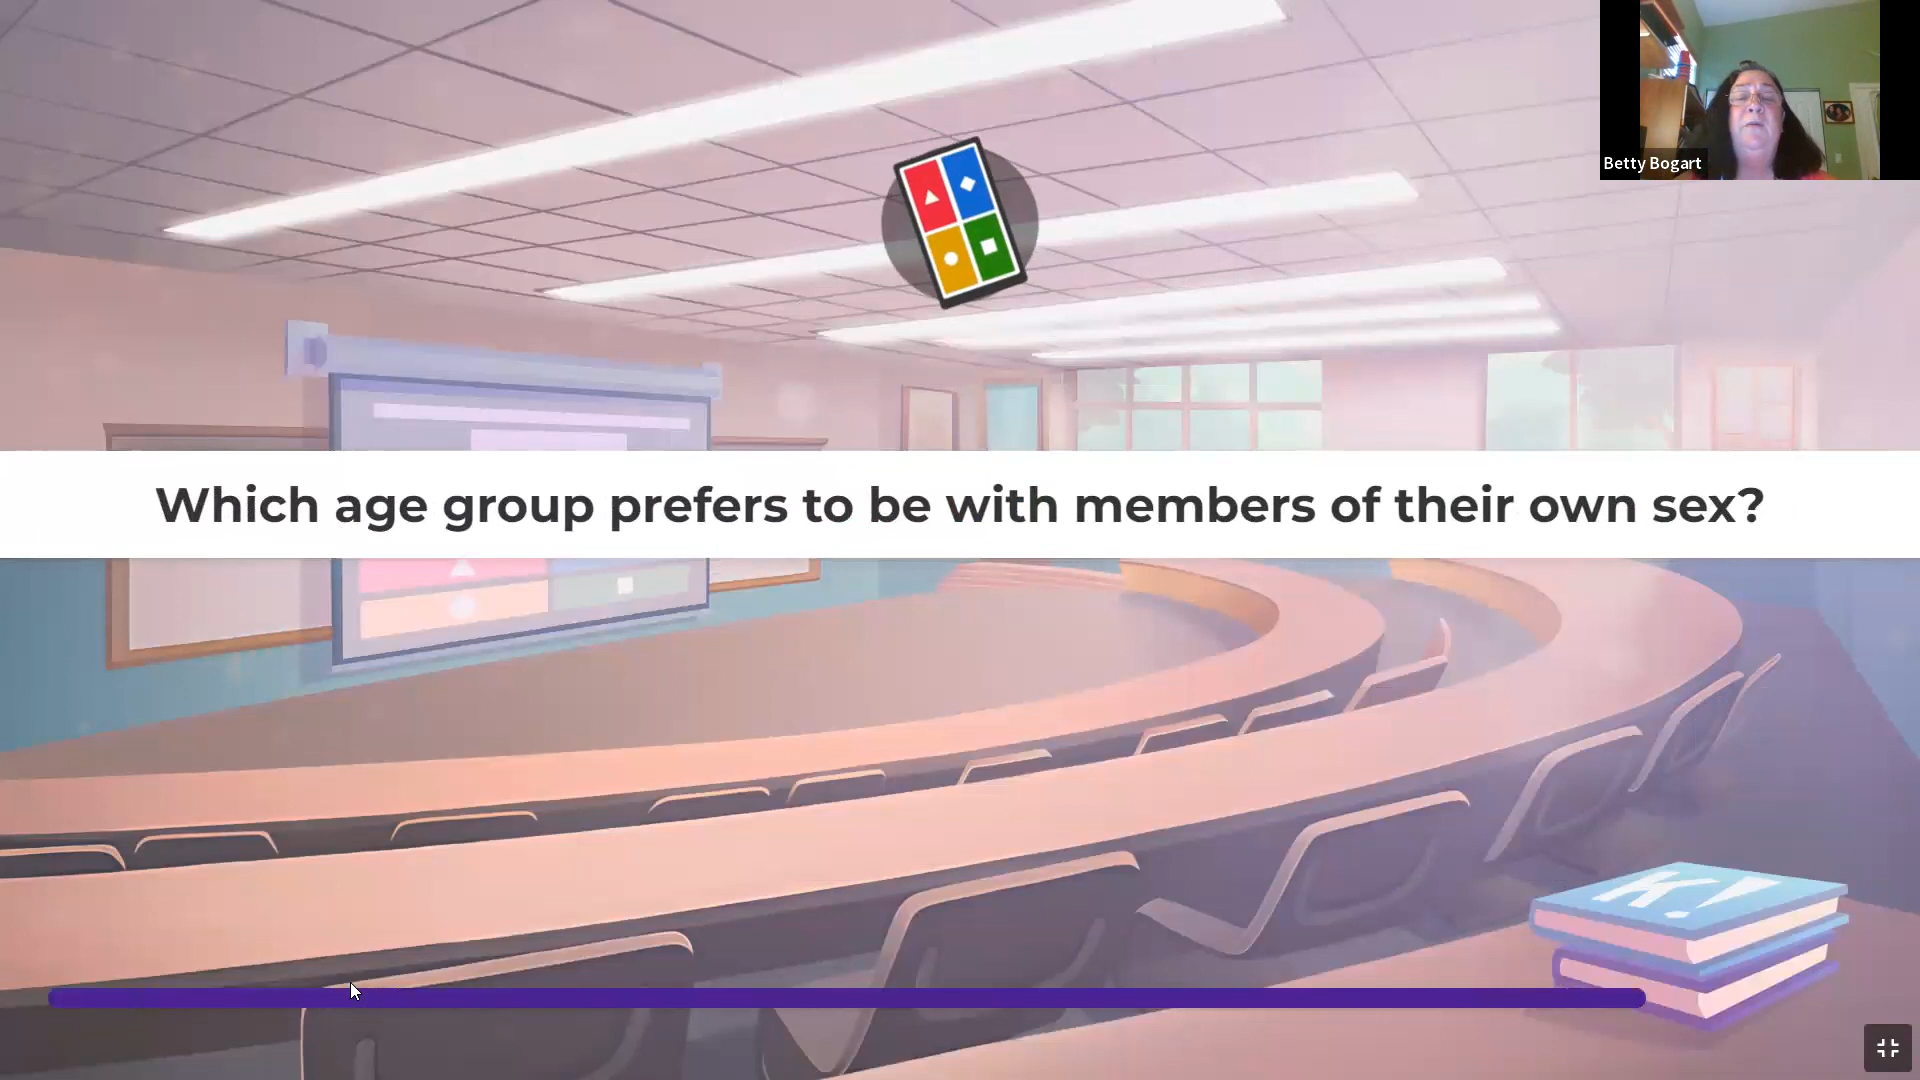 Betty Bogart
Which age group prefers to be with members of their own sex?
K!